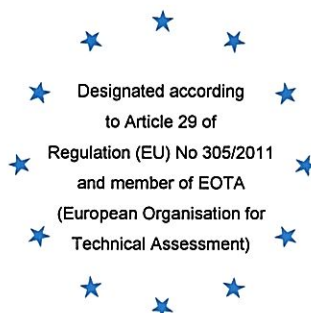 Designated according
to Article 29 of
Regulation (EU) No 305/2011
and member of EOTA
(European Organisation for
Technical Assessment)